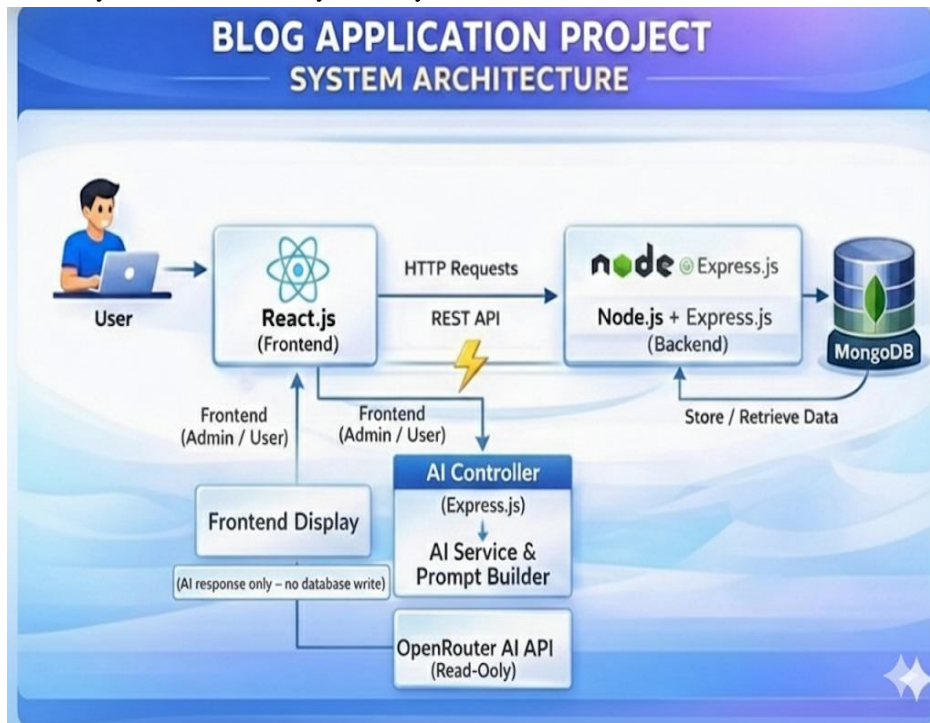 BLOG APPLICATION PROJECT
SYSTEM ARCHITECTURE
User
React.js
(Frontend)
HTTP Requests
REST API
node Express.js
Node.js + Express.js
(Backend)
MongoDB
Store / Retrieve Data
Frontend
(Admin / User)
Frontend
(Admin / User)
AI Controller
(Express.js)
AI Service &
Prompt Builder
Frontend Display
(AI response only – no database write)
OpenRouter AI API
(Read-Ooly)